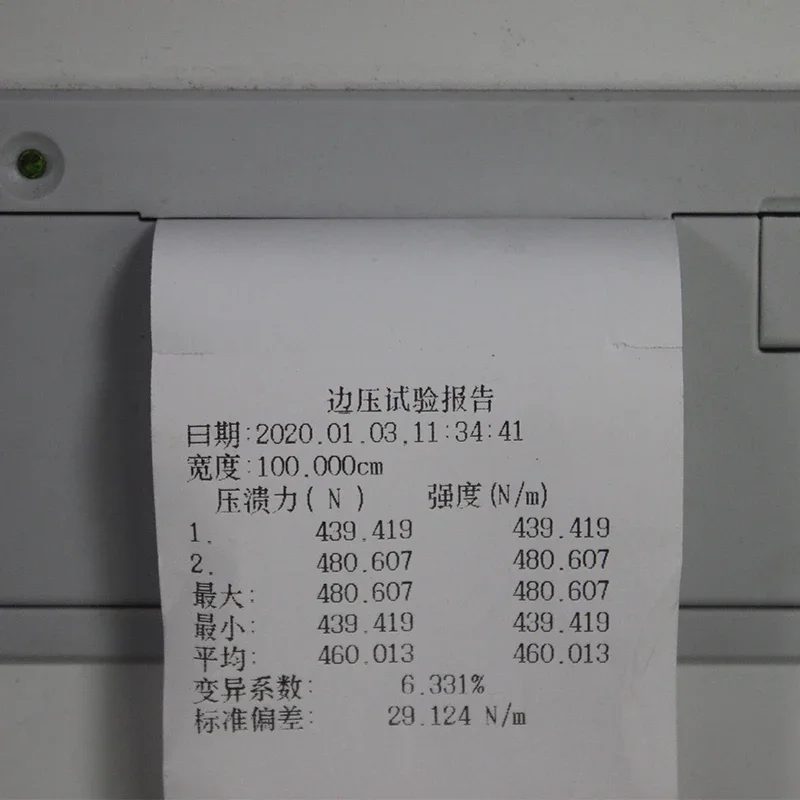 边压试验报告
日期:2020.01.03,11:34:41
宽度:100.000cm
压溃力( N ) 强度(N/m)
1. 439.419 439.419
2. 480.607 480.607
最大: 480.607 480.607
最小: 439.419 439.419
平均: 460.013 460.013
变异系数: 6.331%
标准偏差: 29.124 N/m